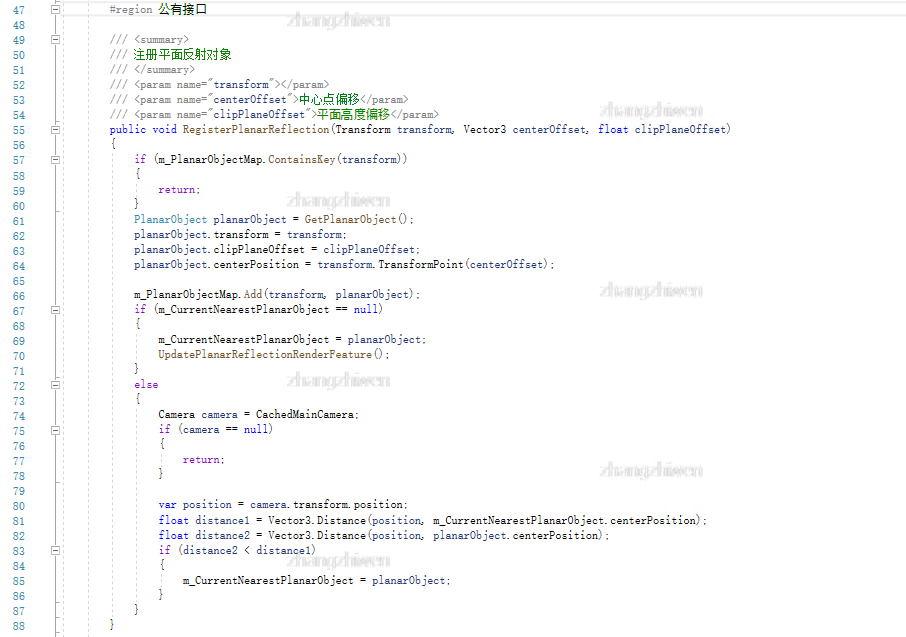 47 #region 公有接口
48
49 /// <summary>
50 /// 注册平面反射对象
51 /// </summary>
52 /// <param name="transform"></param>
53 /// <param name="centerOffset">中心点偏移</param>
54 /// <param name="clipPlaneOffset">平面高度偏移</param>
55 public void RegisterPlanarReflection(Transform transform, Vector3 centerOffset, float clipPlaneOffset)
56 {
57 if (m_PlanarObjectMap.ContainsKey(transform))
58 {
59 return;
60 }
61 PlanarObject planarObject = GetPlanarObject();
62 planarObject.transform = transform;
63 planarObject.clipPlaneOffset = clipPlaneOffset;
64 planarObject.centerPosition = transform.TransformPoint(centerOffset);
65
66 m_PlanarObjectMap.Add(transform, planarObject);
67 if (m_CurrentNearestPlanarObject == null)
68 {
69 m_CurrentNearestPlanarObject = planarObject;
70 UpdatePlanarReflectionRenderFeature();
71 }
72 else
73 {
74 Camera camera = CachedMainCamera;
75 if (camera == null)
76 {
77 return;
78 }
79
80 var position = camera.transform.position;
81 float distance1 = Vector3.Distance(position, m_CurrentNearestPlanarObject.centerPosition);
82 float distance2 = Vector3.Distance(position, planarObject.centerPosition);
83 if (distance2 < distance1)
84 {
85 m_CurrentNearestPlanarObject = planarObject;
86 }
87 }
88 }
zhangzhiwen
zhangzhiwen
zhangzhiwen
zhangzhiwen
zhangzhiwen
zhangzhiwen
zhangzhiwen